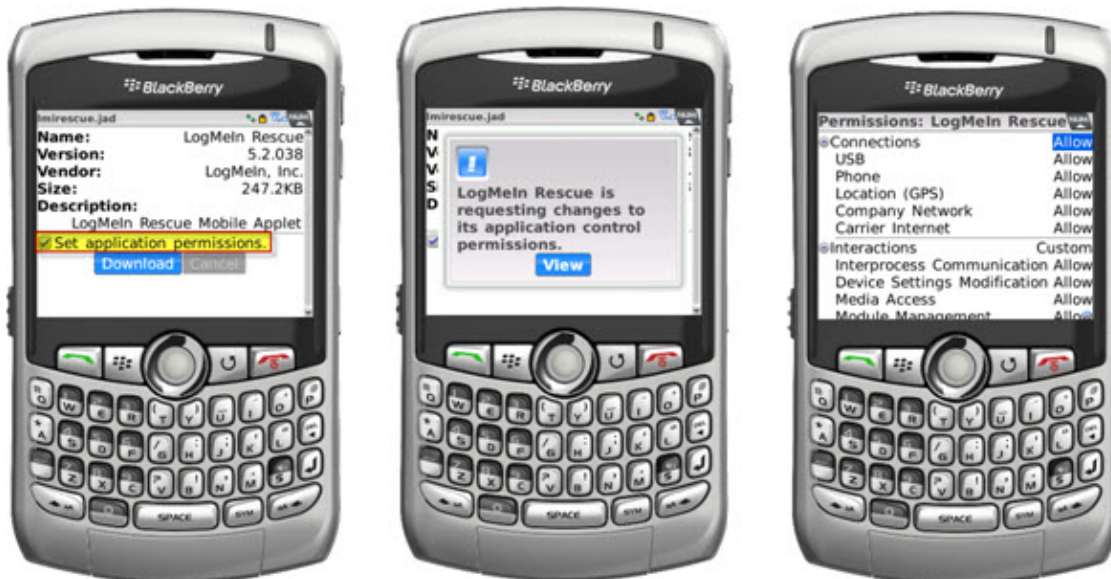 BlackBerry
lmirescue.jad
Name: LogMeIn Rescue
Version: 5.2.038
Vendor: LogMeIn, Inc.
Size: 247.2KB
Description:
LogMeIn Rescue Mobile Applet
Set application permissions.
Download Cancel
SPACE
SYM
BlackBerry
lmirescue.jad
LogMeIn Rescue is
requesting changes to
its application control
permissions.
View
SPACE
SYM
BlackBerry
Permissions: LogMeIn Rescue
Connections Allow
USB Allow
Phone Allow
Location (GPS) Allow
Company Network Allow
Carrier Internet Allow
Interactions Custom
Interprocess Communication Allow
Device Settings Modification Allow
Media Access Allow
Module Management Allow
SPACE
SYM